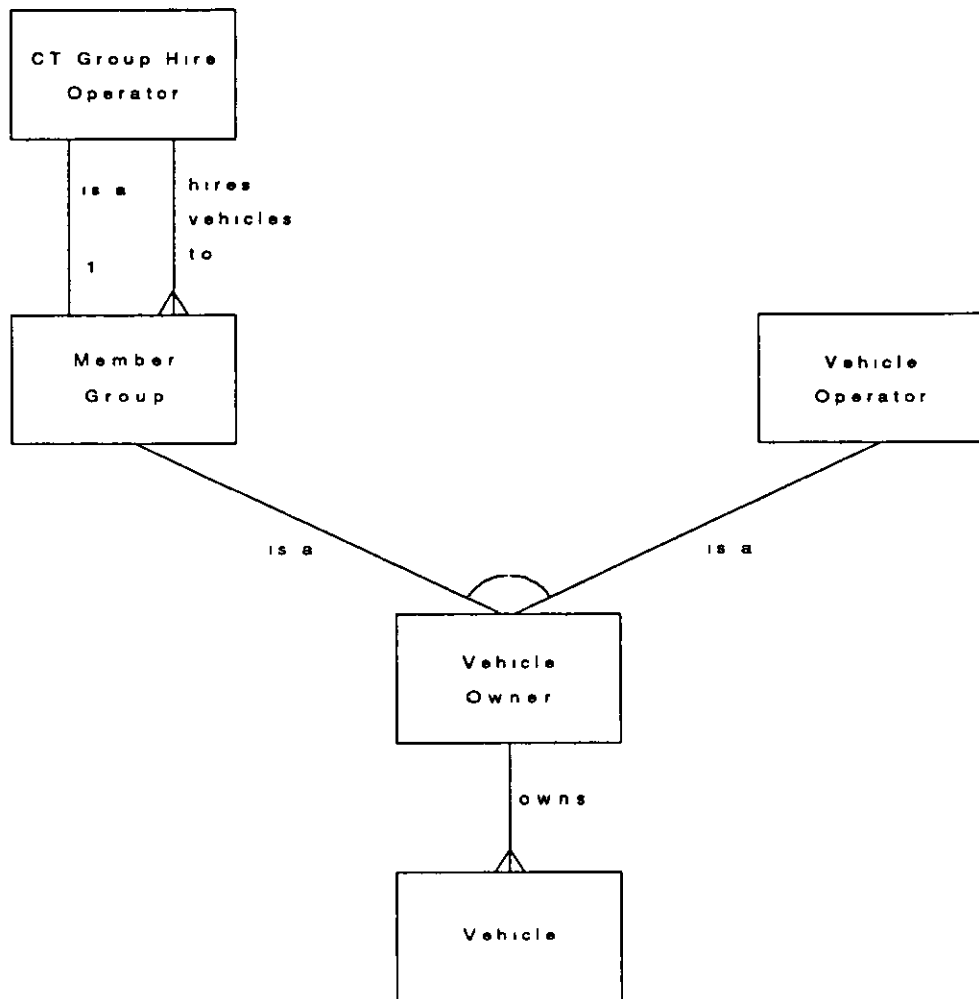 CT Group Hire
Operator
is a
hires
vehicles
to
1
Member
Group
Vehicle
Operator
is a
is a
Vehicle
Owner
owns
Vehicle